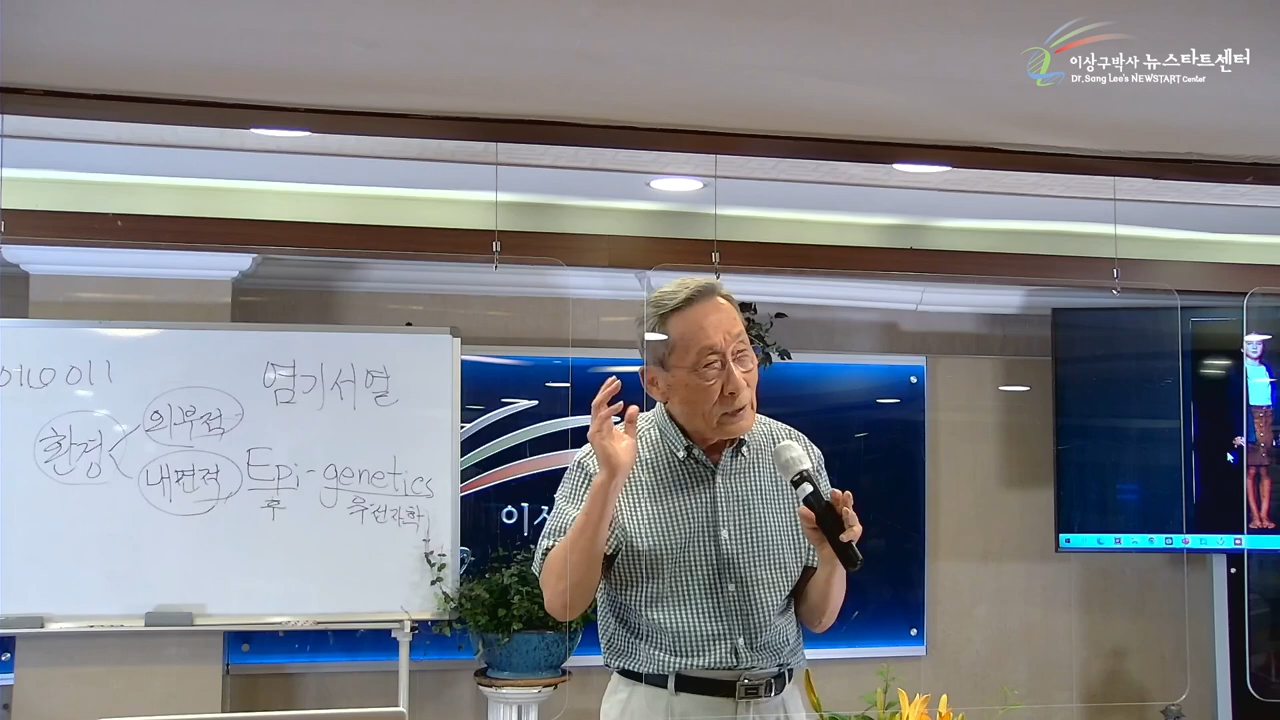 이상구박사 뉴스타트센터
Dr. Sang Lee's NEWSTART Center
염기서열
환경
외부적
내면적
Epi-genetics
후
유전자학